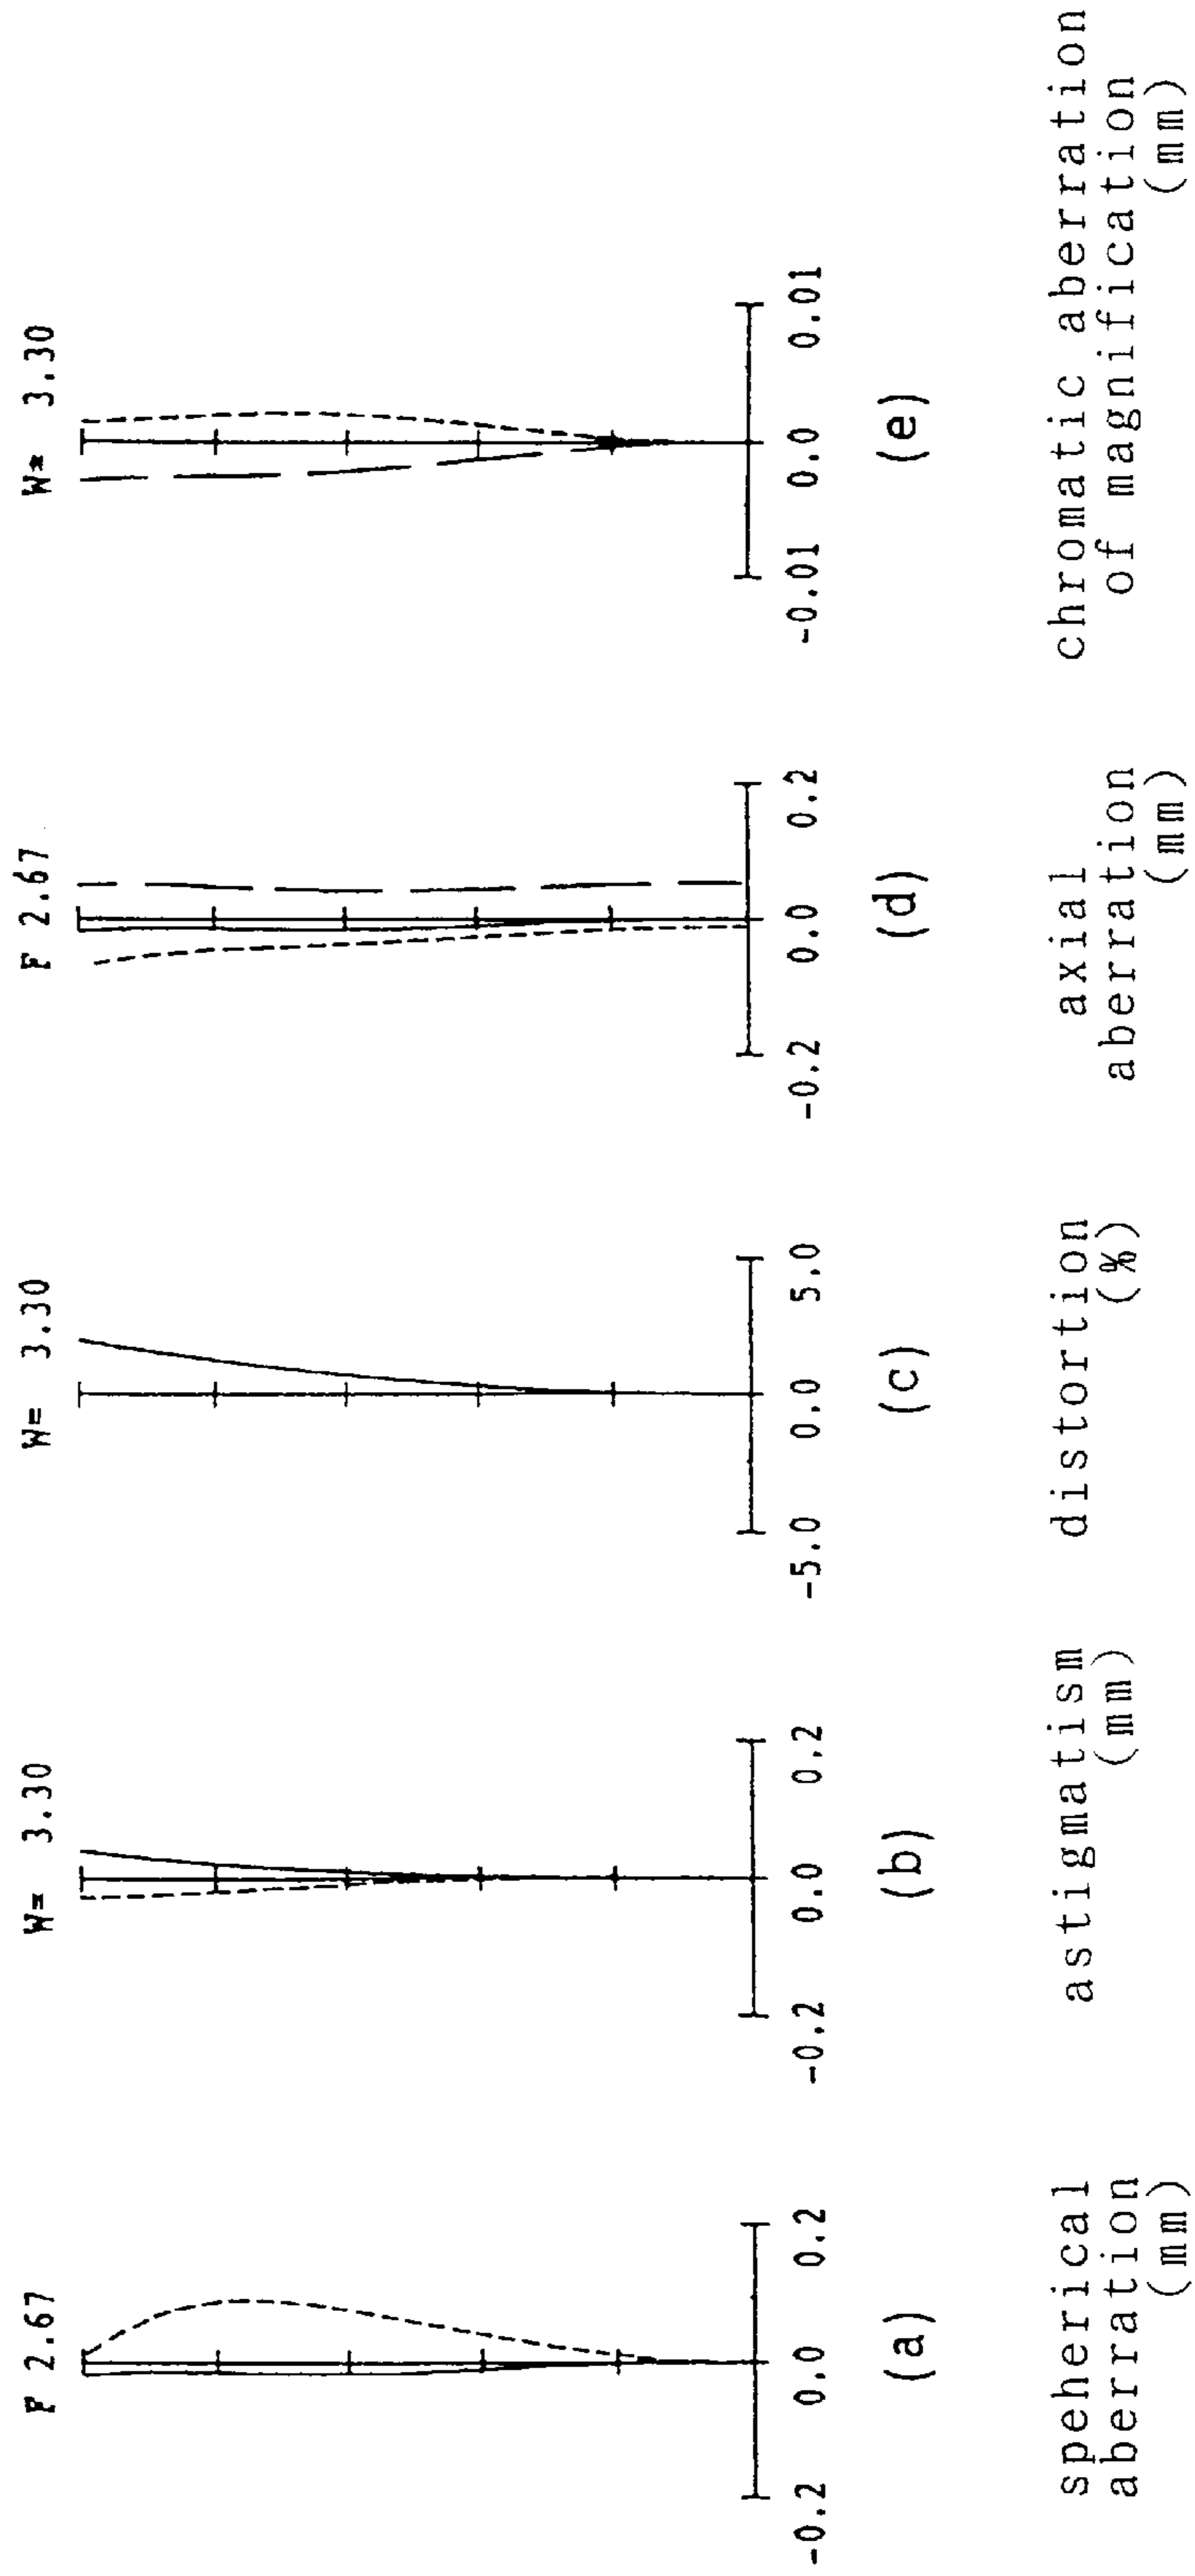 F 2.67
-0.2 0.0 0.2
(a)
speherical
aberration
(mm)
W= 3.30
-0.2 0.0 0.2
(b)
astigmatism
(mm)
W= 3.30
-5.0 0.0 5.0
(c)
distortion
(%)
F 2.67
-0.2 0.0 0.2
(d)
axial
aberration
(mm)
W= 3.30
-0.01 0.0 0.01
(e)
chromatic aberration
of magnification
(mm)